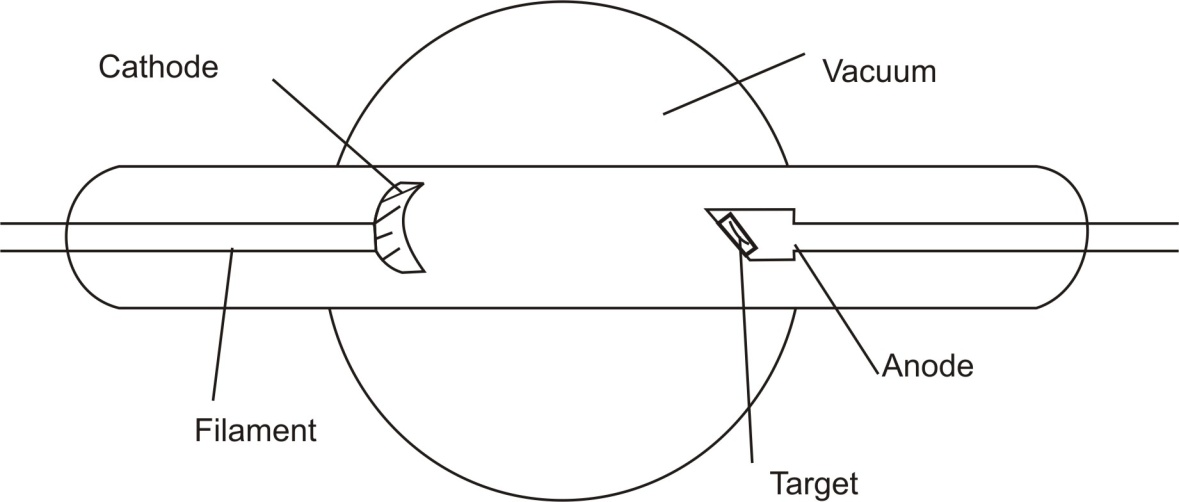 Cathode
Vacuum
Anode
Filament
Target